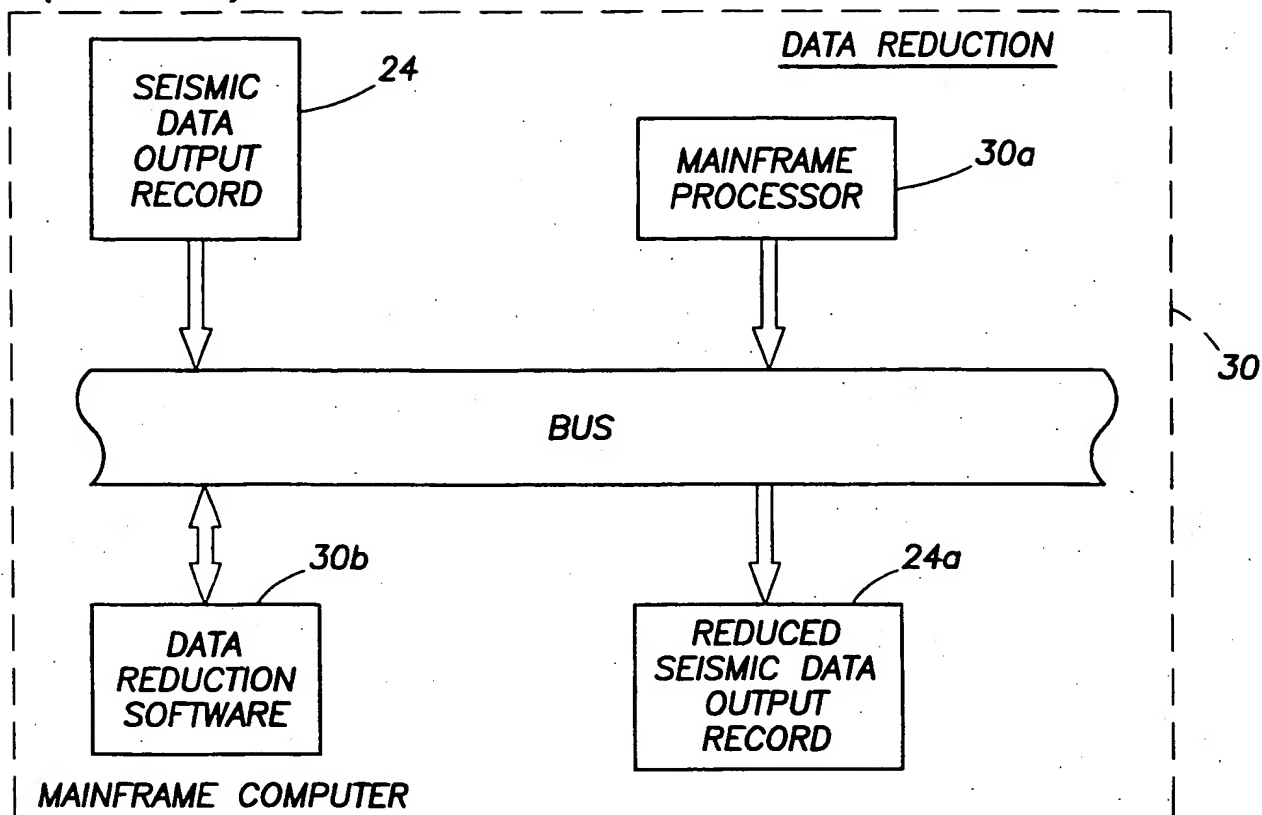 DATA REDUCTION
24
SEISMIC
DATA
OUTPUT
RECORD
30a
MAINFRAME
PROCESSOR
30
BUS
30b
DATA
REDUCTION
SOFTWARE
24a
REDUCED
SEISMIC DATA
OUTPUT
RECORD
MAINFRAME COMPUTER